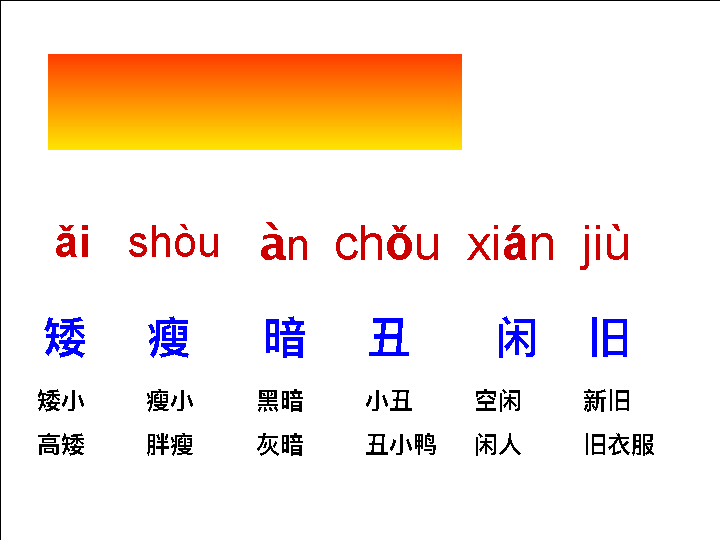 ǎi shòu àn chǒu xián jiù
矮 瘦 暗 丑 闲 旧
矮小 瘦小 黑暗 小丑 空闲 新旧
高矮 胖瘦 灰暗 丑小鸭 闲人 旧衣服